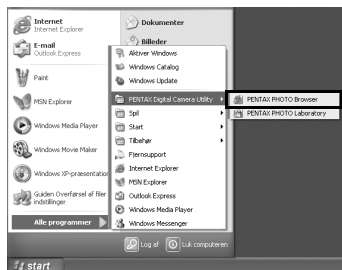 Internet
Internet Explorer
E-mail
Outlook Express
Paint
MSN Explorer
Windows Media Player
Windows Movie Maker
Windows XP-præsentation
Guiden Overførsel af filer
indstillinger
Alle programmer
Dokumenter
Billeder
Aktiver Windows
Windows Catalog
Windows Update
PENTAX Digital Camera Utility
Spil
Start
Tilbehør
Fjernsupport
Internet Explorer
MSN Explorer
Outlook Express
Windows Media Player
Windows Messenger
PENTAX PHOTO Browser
PENTAX PHOTO Laboratory
Log af
Luk computeren
start